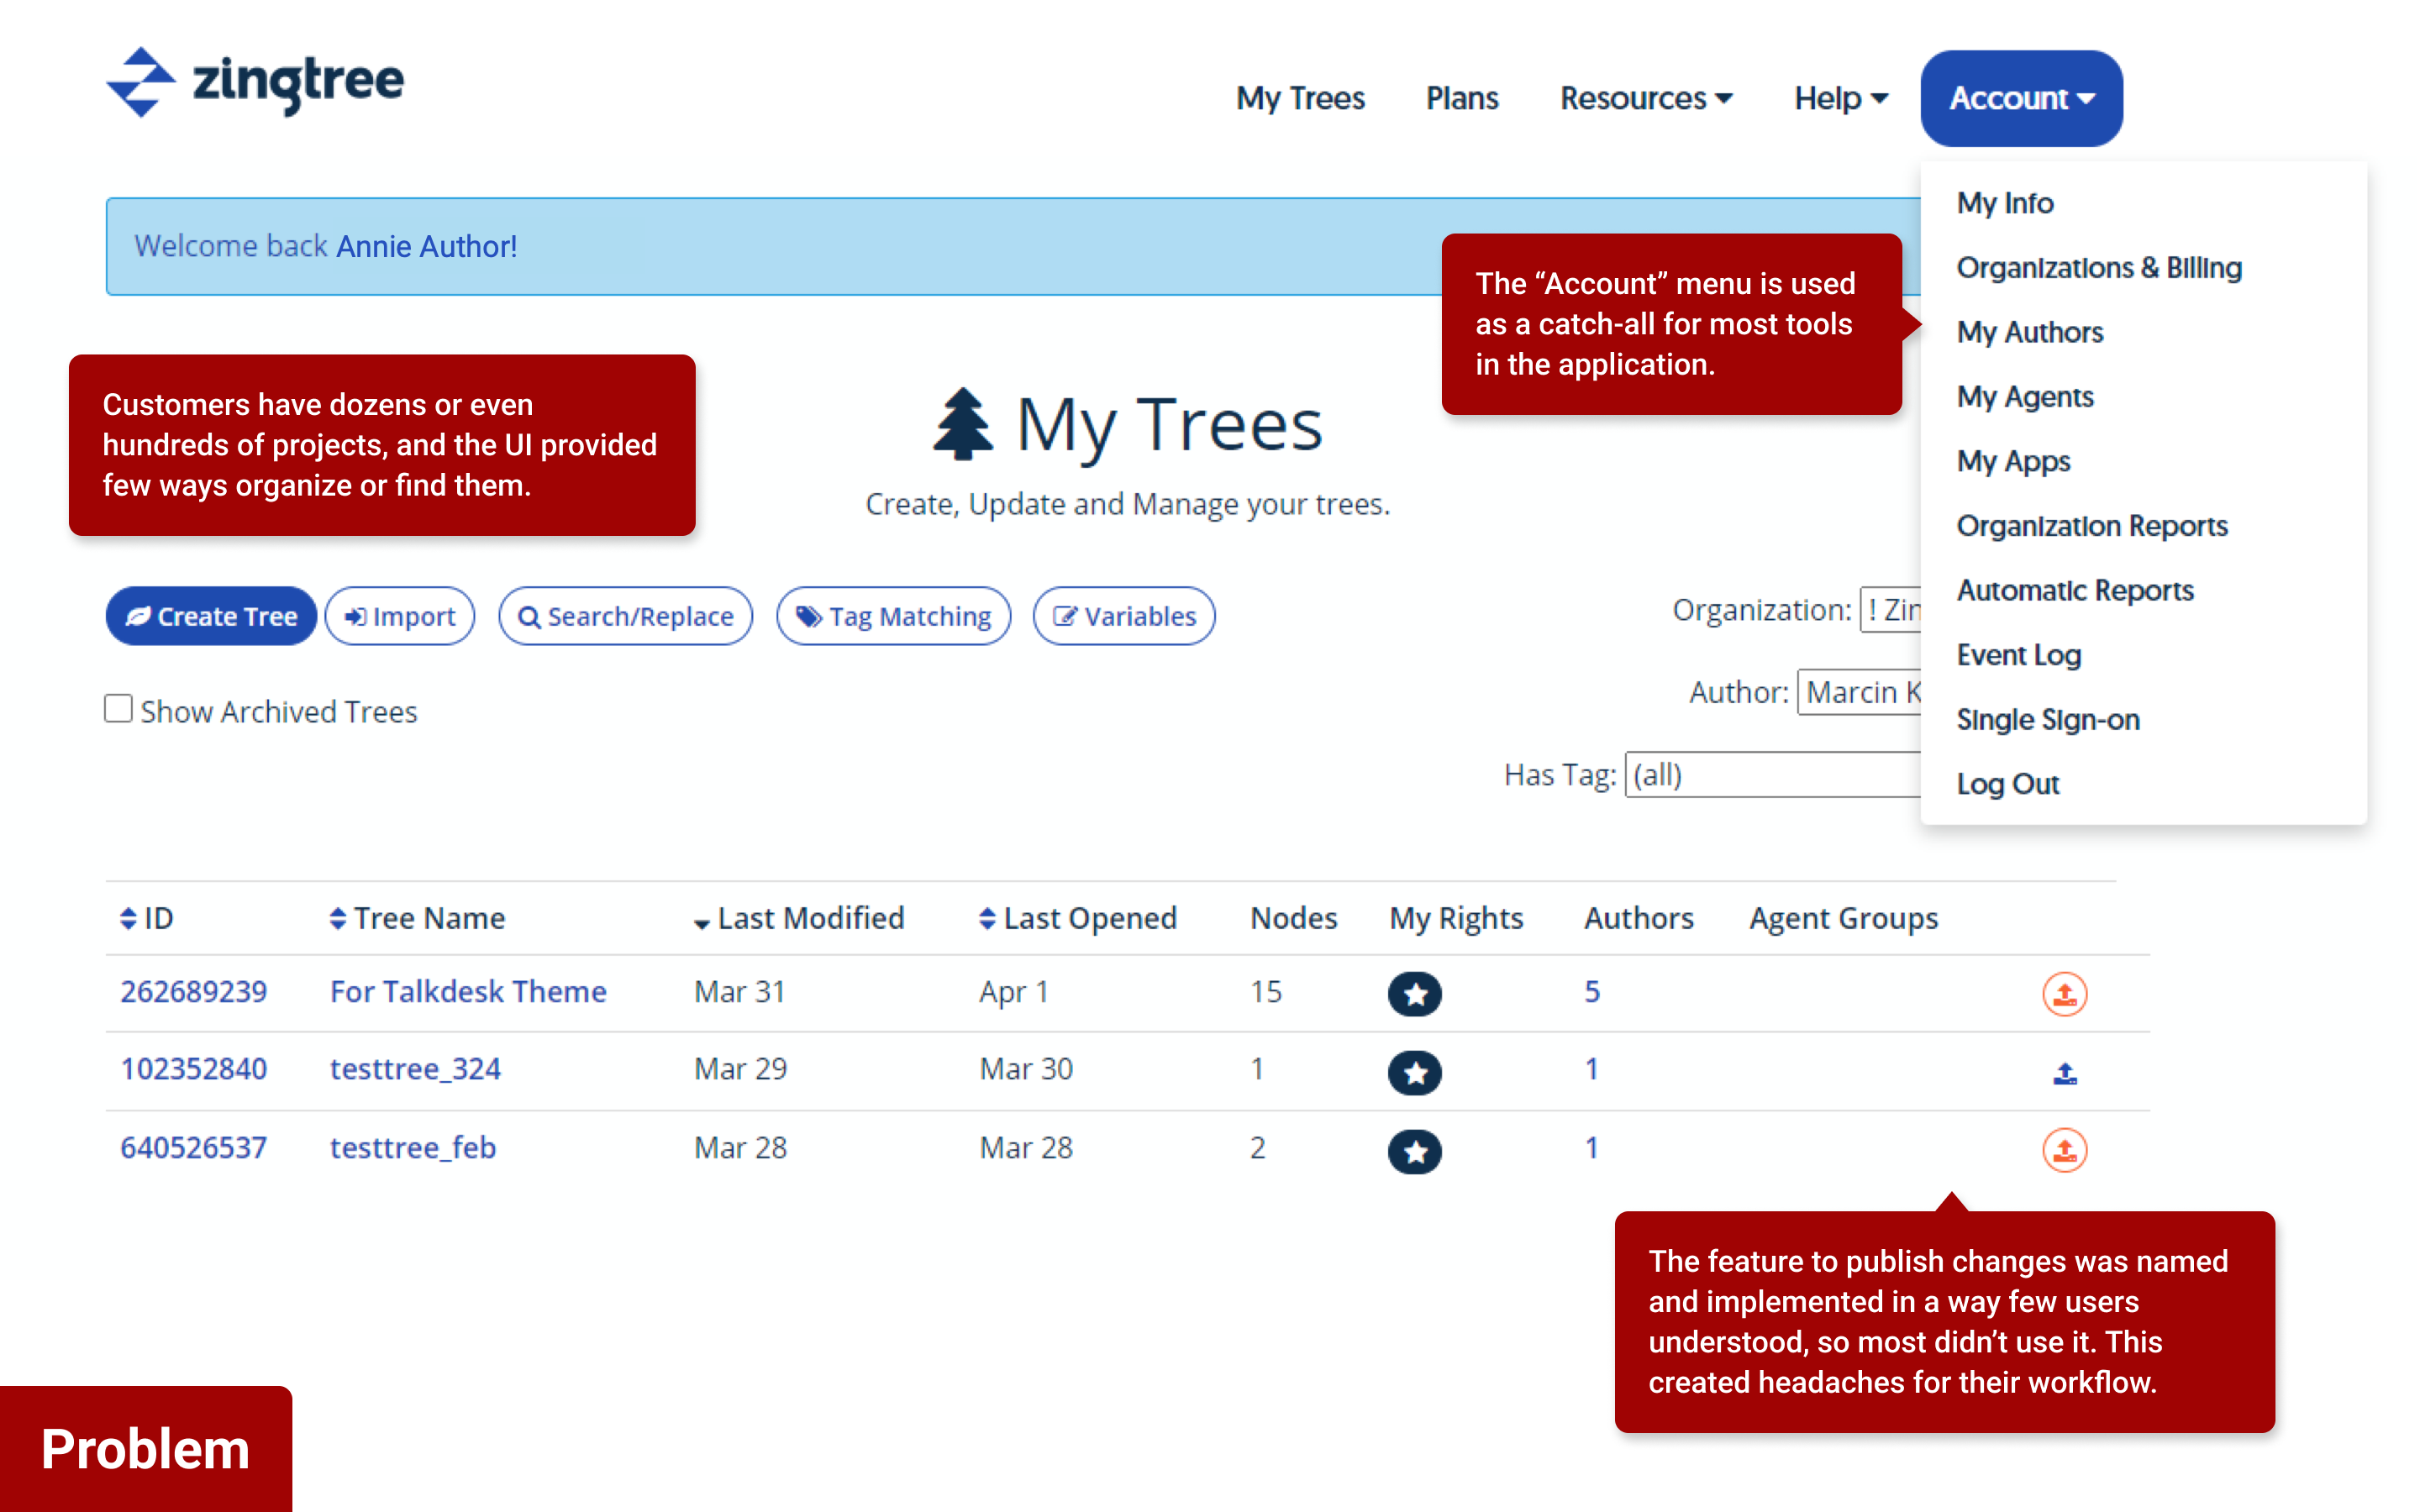 zingtree
My Trees
Plans
Resources
Help
Account
My Info
Organizations & Billing
My Authors
My Agents
My Apps
Organization Reports
Automatic Reports
Event Log
Single Sign-on
Log Out
Welcome back Annie Author!
The “Account” menu is used
as a catch-all for most tools
in the application.
Customers have dozens or even
hundreds of projects, and the UI provided
few ways organize or find them.
My Trees
Create, Update and Manage your trees.
Create Tree
Import
Search/Replace
Tag Matching
Variables
Organization: ! Zin
Show Archived Trees
Author: Marcin K
Has Tag: (all)
ID Tree Name Last Modified Last Opened Nodes My Rights Authors Agent Groups
262689239 For Talkdesk Theme Mar 31 Apr 1 15 5
102352840 testtree_324 Mar 29 Mar 30 1 1
640526537 testtree_feb Mar 28 Mar 28 2 1
The feature to publish changes was named
and implemented in a way few users
understood, so most didn’t use it. This
created headaches for their workflow.
Problem